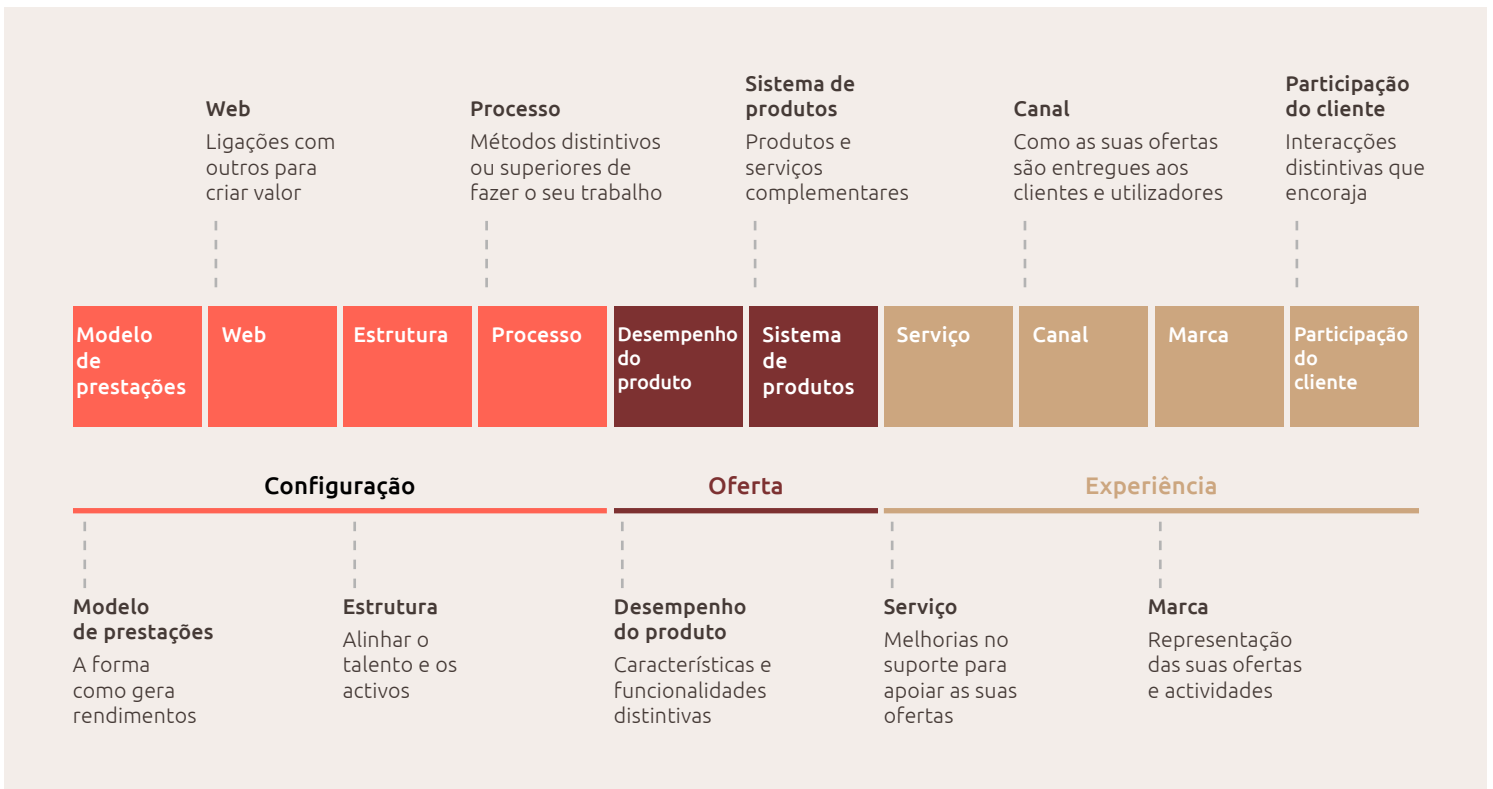 Web
Ligações com
outros para
criar valor
Processo
Métodos distintivos
ou superiores de
fazer o seu trabalho
Sistema de
produtos
Produtos e
serviços
complementares
Canal
Como as suas ofertas
são entregues aos
clientes e utilizadores
Participação
do cliente
Interacções
distintivas que
encoraja
Modelo
de
prestações
Web
Estrutura
Processo
Desempenho
do
produto
Sistema
de
produtos
Serviço
Canal
Marca
Participação
do
cliente
Configuração
Oferta
Experiência
Modelo
de prestações
A forma
como gera
rendimentos
Estrutura
Alinhar o
talento e os
activos
Desempenho
do produto
Características e
funcionalidades
distintivas
Serviço
Melhorias no
suporte para
apoiar as suas
ofertas
Marca
Representação
das suas ofertas
e actividades